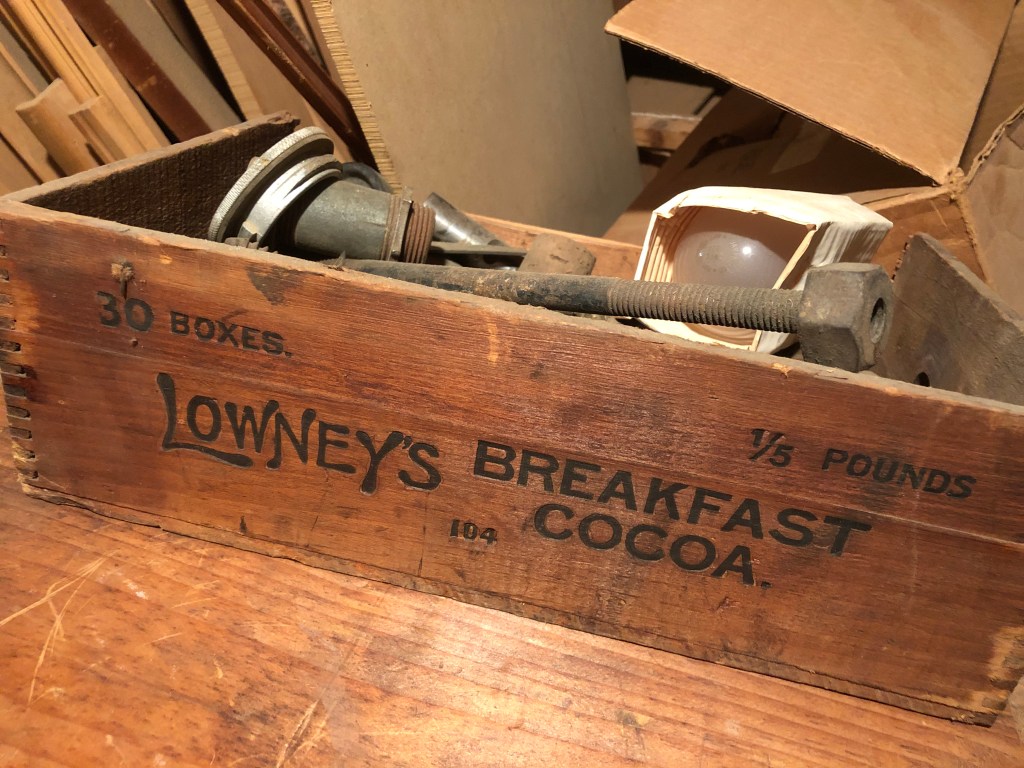 30 BOXES.
1/5 POUNDS
LOWNEY'S BREAKFAST
104 COCOA.